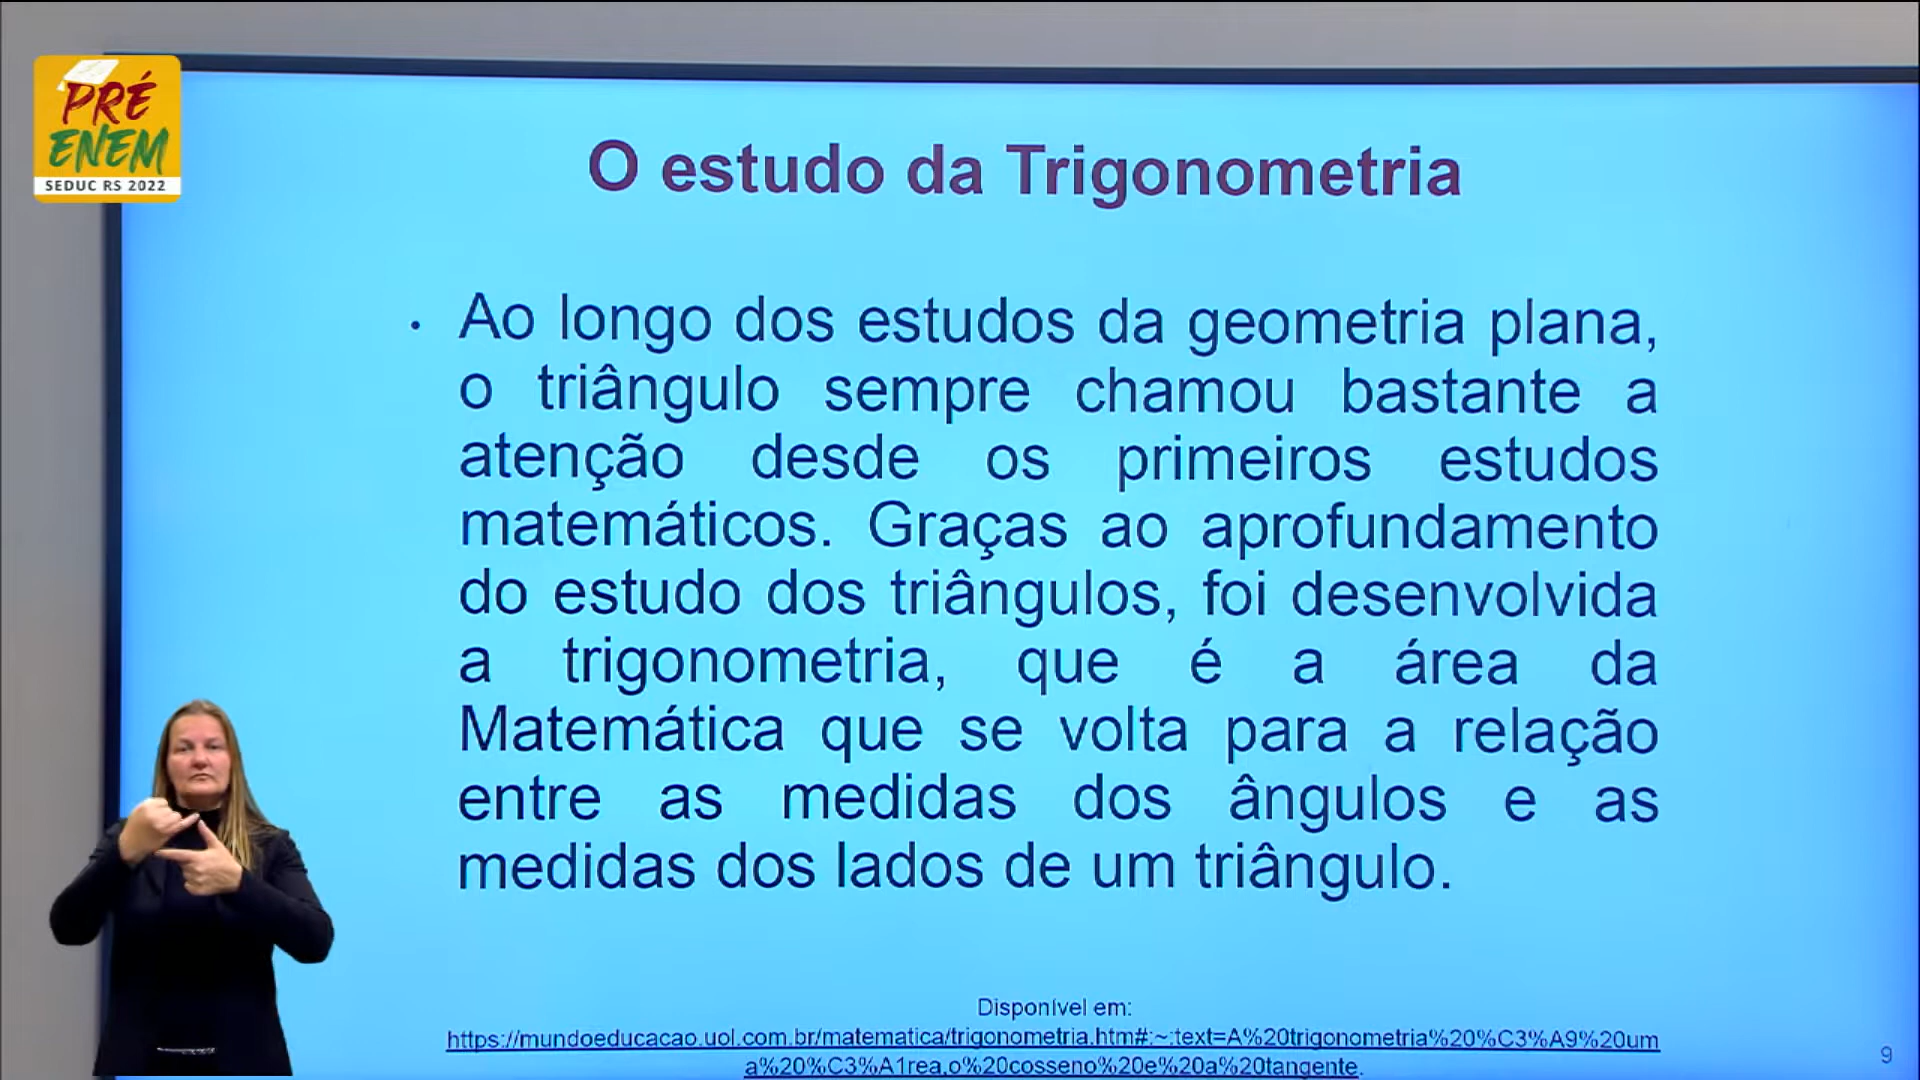 PRÉ
ENEM
SEDUC RS 2022
O estudo da Trigonometria
• Ao longo dos estudos da geometria plana,
o triângulo sempre chamou bastante a
atenção desde os primeiros estudos
matemáticos. Graças ao aprofundamento
do estudo dos triângulos, foi desenvolvida
a trigonometria, que é a área da
Matemática que se volta para a relação
entre as medidas dos ângulos e as
medidas dos lados de um triângulo.
Disponível em:
https://mundoeducacao.uol.com.br/matematica/trigonometria.htm#:~:text=A%20trigonometria%20%C3%A9%20um
a%20%C3%A1rea,o%20cosseno%20e%20a%20tangente.
9